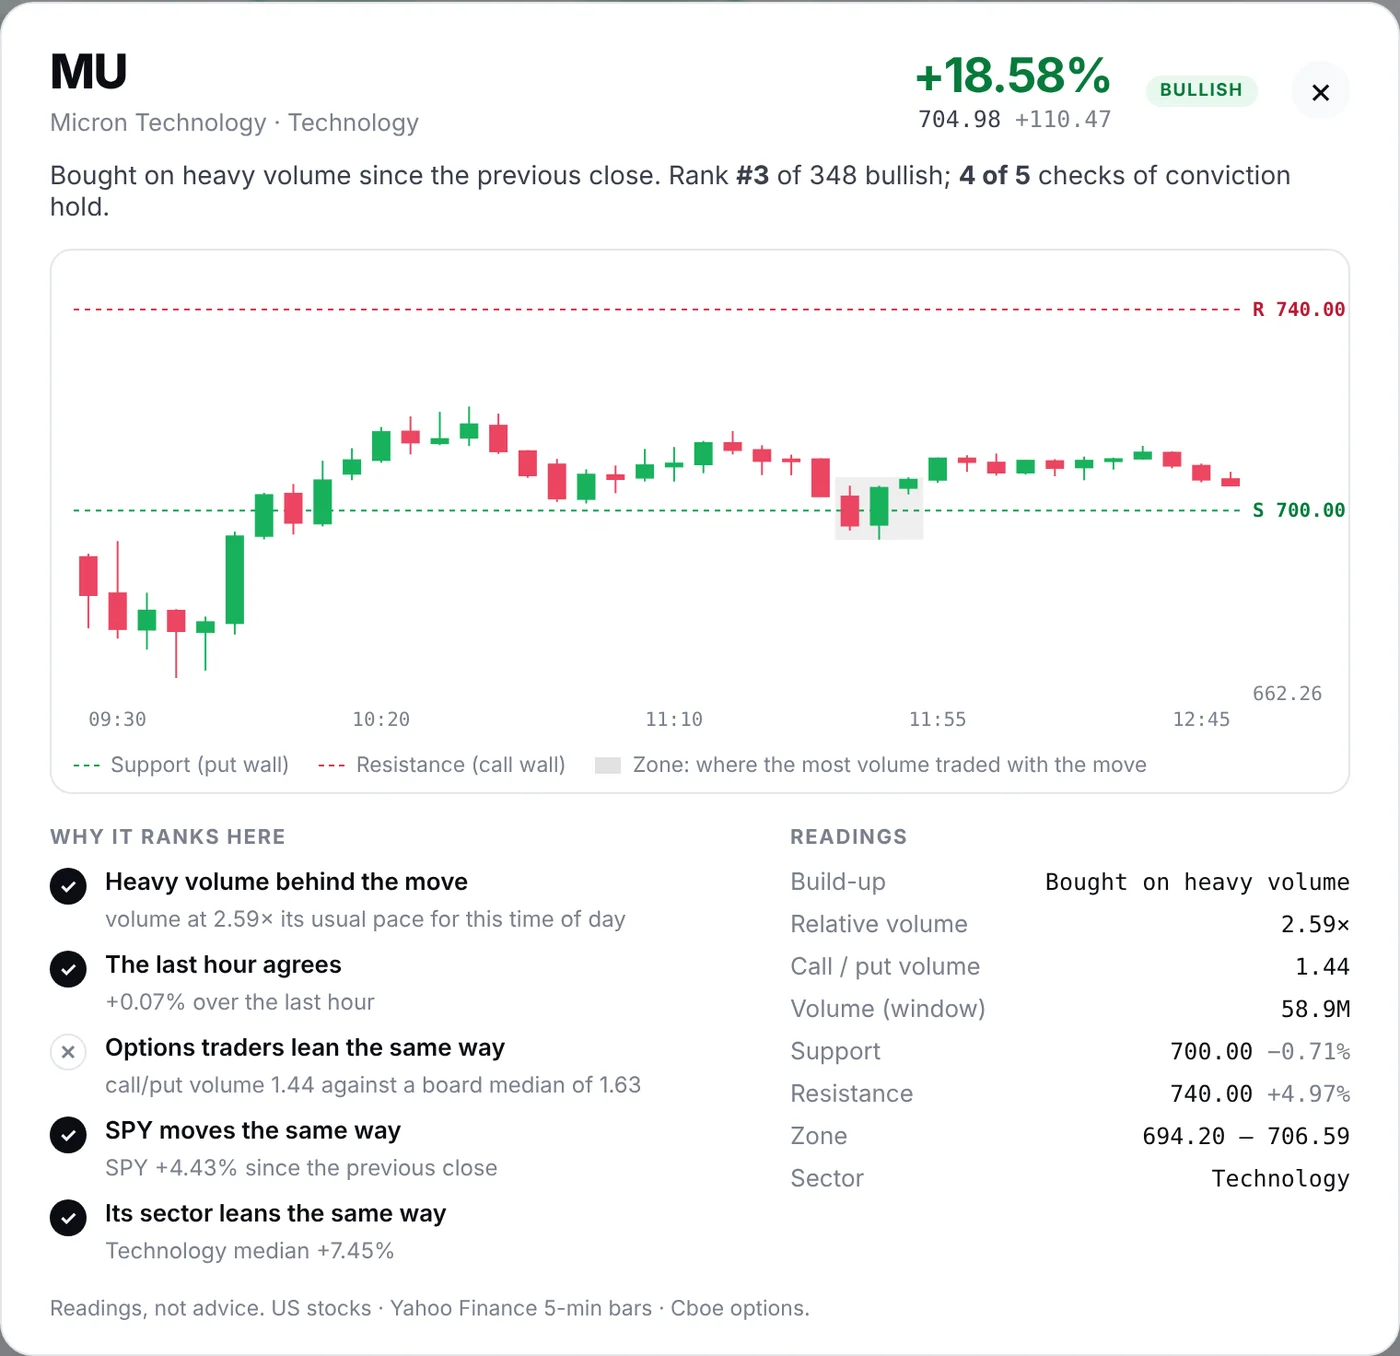 MU
Micron Technology · Technology
+18.58%
704.98 +110.47
BULLISH
Bought on heavy volume since the previous close. Rank #3 of 348 bullish; 4 of 5 checks of conviction
hold.
R 740.00
S 700.00
662.26
09:30 10:20 11:10 11:55 12:45
Support (put wall) Resistance (call wall) Zone: where the most volume traded with the move
WHY IT RANKS HERE
Heavy volume behind the move
volume at 2.59× its usual pace for this time of day
The last hour agrees
+0.07% over the last hour
Options traders lean the same way
call/put volume 1.44 against a board median of 1.63
SPY moves the same way
SPY +4.43% since the previous close
Its sector leans the same way
Technology median +7.45%
READINGS
Build-up Bought on heavy volume
Relative volume 2.59×
Call / put volume 1.44
Volume (window) 58.9M
Support 700.00 −0.71%
Resistance 740.00 +4.97%
Zone 694.20 – 706.59
Sector Technology
Readings, not advice. US stocks · Yahoo Finance 5-min bars · Cboe options.